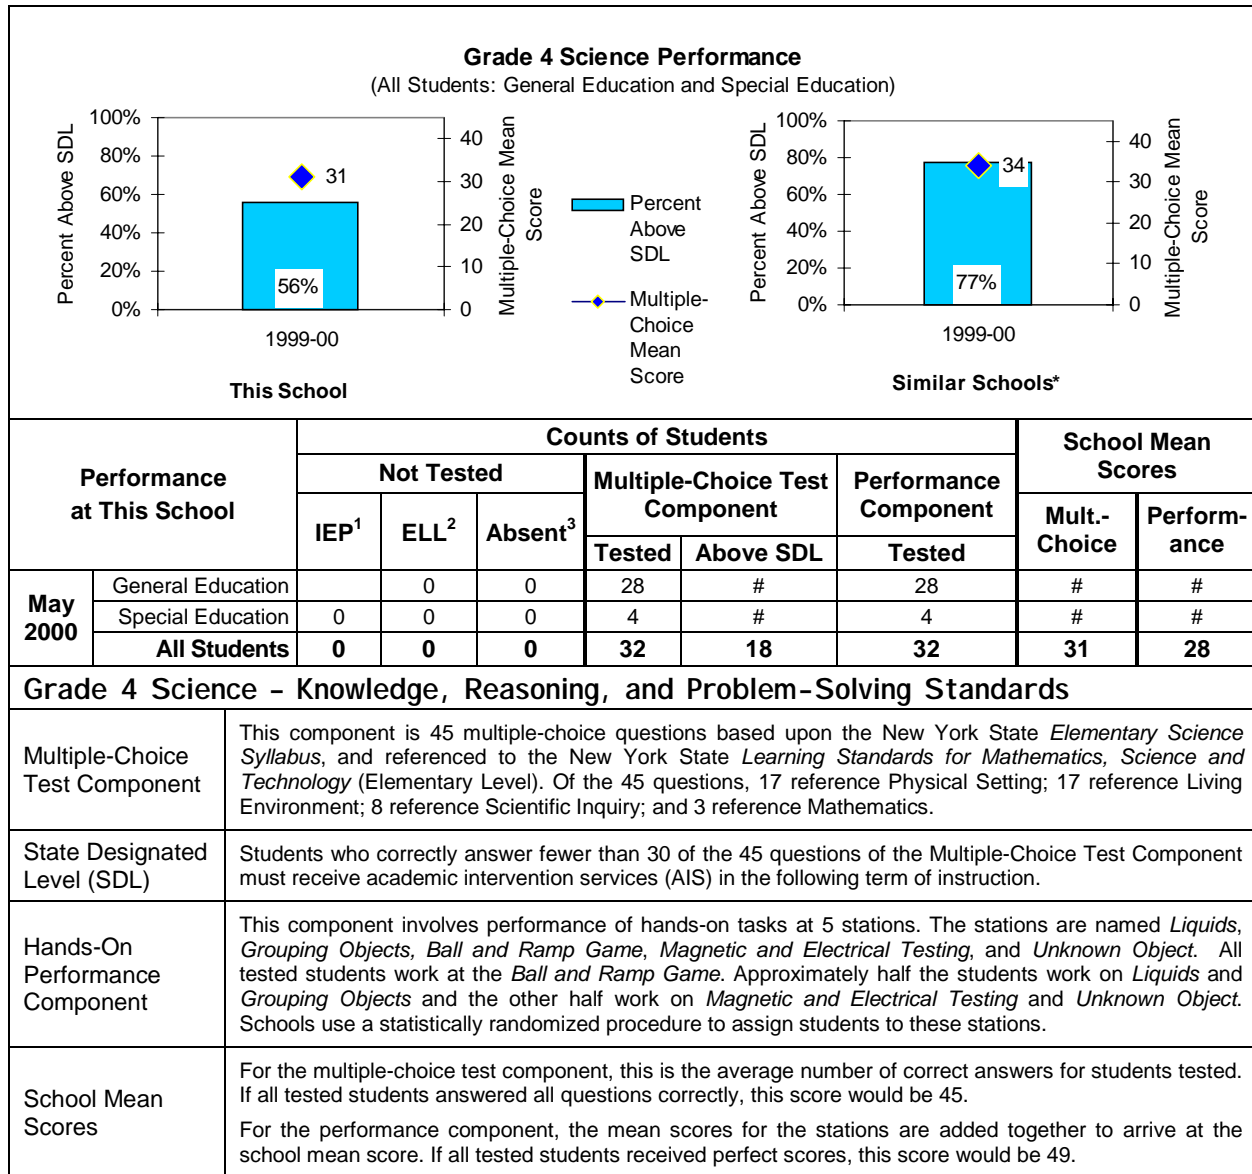 Grade 4 Science Performance
(All Students: General Education and Special Education)
100%
80%
60%
40%
20%
0%
Percent Above SDL
31
56%
40
30
20
10
0
Multiple-Choice Mean
Score
1999-00
This School
Percent
Above
SDL
Multiple-
Choice
Mean
Score
100%
80%
60%
40%
20%
0%
Percent Above SDL
34
77%
40
30
20
10
0
Multiple-Choice Mean
Score
1999-00
Similar Schools*
Performance
at This School
Counts of Students
School Mean
Scores
Not Tested
Multiple-Choice Test
Component
Performance
Component
IEP1 ELL2 Absent3
Mult.-
Choice
Perform-
ance
Tested Above SDL Tested
May
2000
General Education 0 0 28 # 28 # #
Special Education 0 0 0 4 # 4 # #
All Students 0 0 0 32 18 32 31 28
Grade 4 Science – Knowledge, Reasoning, and Problem-Solving Standards
Multiple-Choice
Test Component
This component is 45 multiple-choice questions based upon the New York State Elementary Science
Syllabus, and referenced to the New York State Learning Standards for Mathematics, Science and
Technology (Elementary Level). Of the 45 questions, 17 reference Physical Setting; 17 reference Living
Environment; 8 reference Scientific Inquiry; and 3 reference Mathematics.
State Designated
Level (SDL)
Students who correctly answer fewer than 30 of the 45 questions of the Multiple-Choice Test Component
must receive academic intervention services (AIS) in the following term of instruction.
Hands-On
Performance
Component
This component involves performance of hands-on tasks at 5 stations. The stations are named Liquids,
Grouping Objects, Ball and Ramp Game, Magnetic and Electrical Testing, and Unknown Object. All
tested students work at the Ball and Ramp Game. Approximately half the students work on Liquids and
Grouping Objects and the other half work on Magnetic and Electrical Testing and Unknown Object.
Schools use a statistically randomized procedure to assign students to these stations.
School Mean
Scores
For the multiple-choice test component, this is the average number of correct answers for students tested.
If all tested students answered all questions correctly, this score would be 45.
For the performance component, the mean scores for the stations are added together to arrive at the
school mean score. If all tested students received perfect scores, this score would be 49.